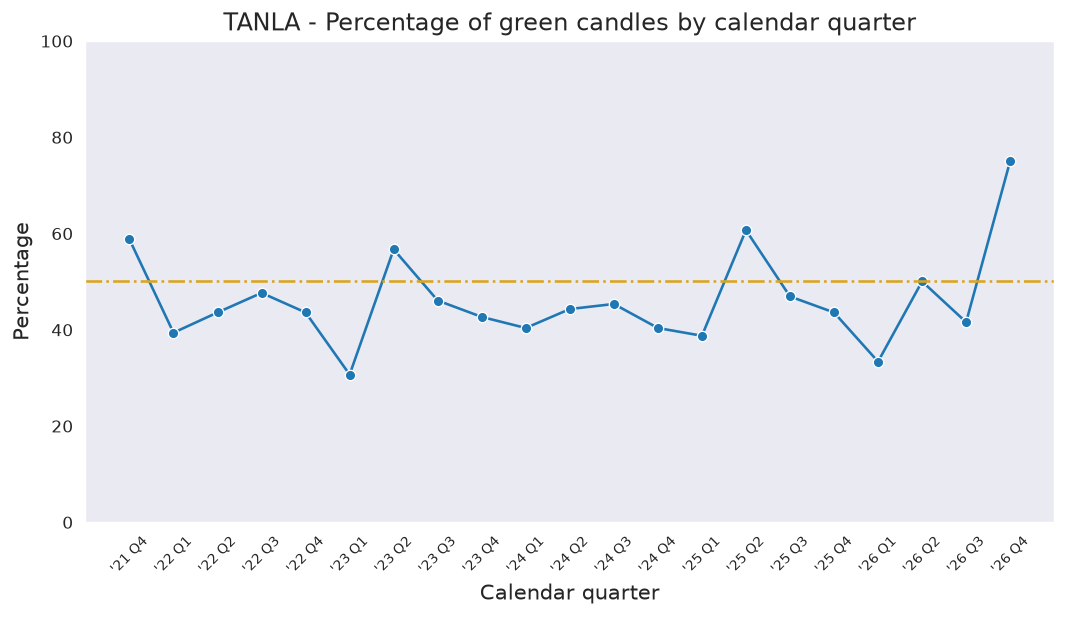 TANLA - Percentage of green candles by calendar quarter
Percentage
100
80
60
40
20
0
'21 Q4
'22 Q1
'22 Q2
'22 Q3
'22 Q4
'23 Q1
'23 Q2
'23 Q3
'23 Q4
'24 Q1
'24 Q2
'24 Q3
'24 Q4
'25 Q1
'25 Q2
'25 Q3
'25 Q4
'26 Q1
'26 Q2
'26 Q3
'26 Q4
Calendar quarter